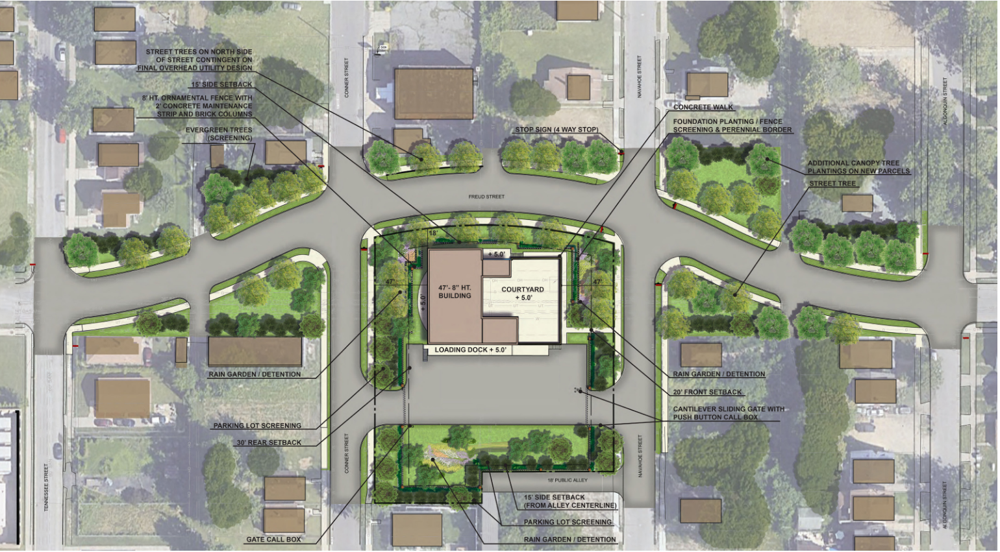 STREET TREES ON NORTH SIDE
OF STREET CONTINGENT ON
FINAL OVERHEAD UTILITY DESIGN
15' SIDE SETBACK
8' HT. ORNAMENTAL FENCE WITH
2' CONCRETE MAINTENANCE
STRIP AND BRICK COLUMNS
EVERGREEN TREES
(SCREENING)
CONNER STREET
SIGN
NAVAHOE STREET
ALGONQUIN STREET
STOP SIGN (4 WAY STOP)
CONCRETE WALK
FOUNDATION PLANTING / FENCE
SCREENING & PERENNIAL BORDER
ADDITIONAL CANOPY TREE
PLANTINGS ON NEW PARCELS
STREET TREE
FREUD STREET
18'
+ 5.0'
47'
47'- 8" HT.
BUILDING
COURTYARD
+ 5.0'
47'
+ 5.0'
LOADING DOCK + 5.0'
RAIN GARDEN / DETENTION
PARKING LOT SCREENING
30' REAR SETBACK
RAIN GARDEN / DETENTION
20' FRONT SETBACK
CANTILEVER SLIDING GATE WITH
PUSH BUTTON CALL BOX
TENNESSEE STREET
CONNER STREET
NAVAHOE STREET
ALGONQUIN STREET
18' PUBLIC ALLEY
15' SIDE SETBACK
(FROM ALLEY CENTERLINE)
PARKING LOT SCREENING
GATE CALL BOX
RAIN GARDEN / DETENTION